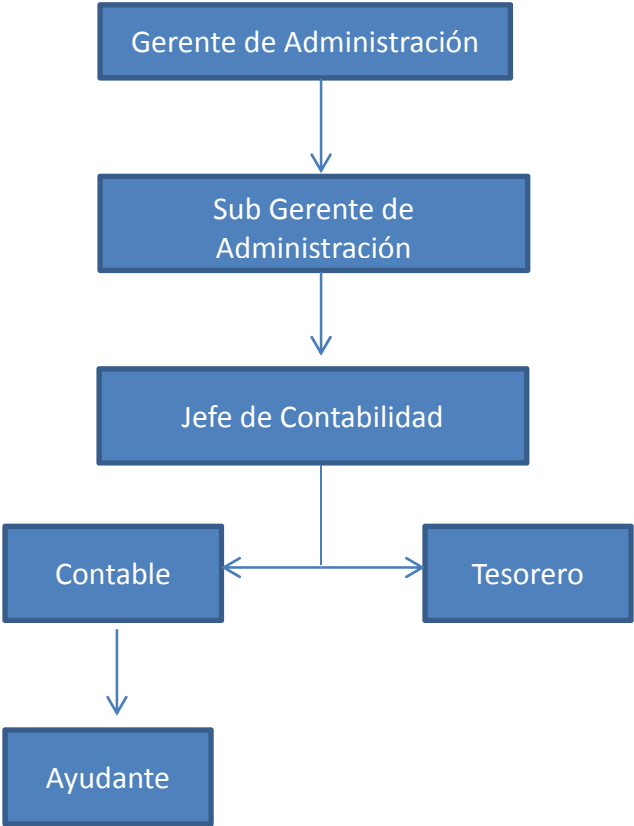 Gerente de Administración
Sub Gerente de
Administración
Jefe de Contabilidad
Contable
Tesorero
Ayudante